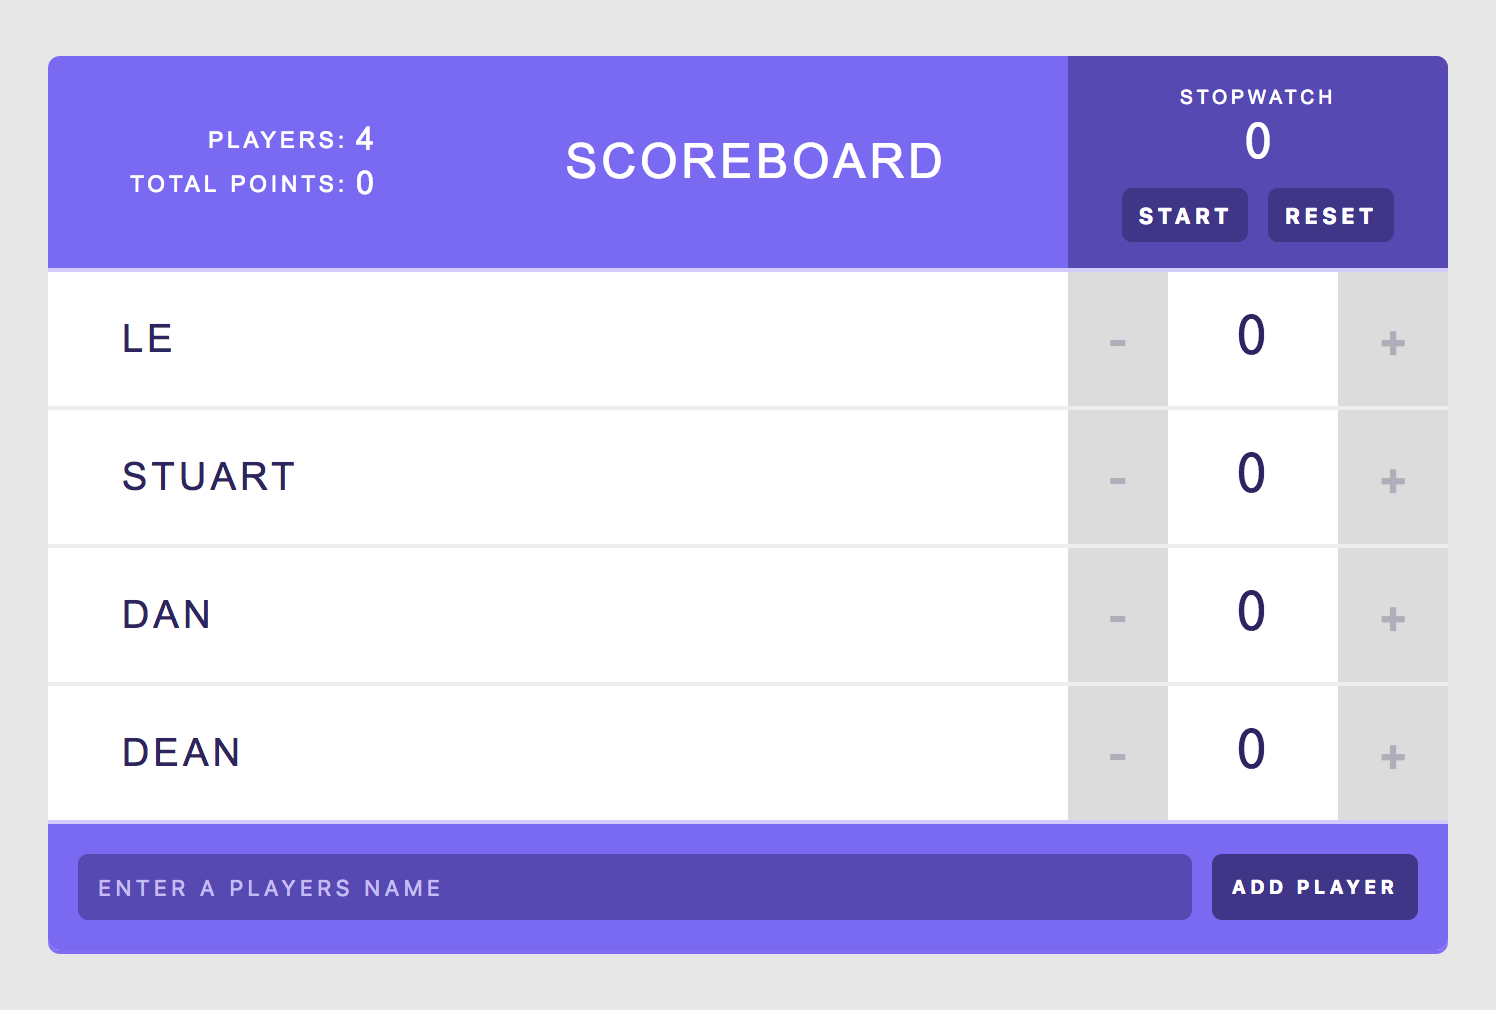 PLAYERS: 4
TOTAL POINTS: 0
SCOREBOARD
STOPWATCH
0
START RESET
LE - 0 +
STUART - 0 +
DAN - 0 +
DEAN - 0 +
ENTER A PLAYERS NAME ADD PLAYER